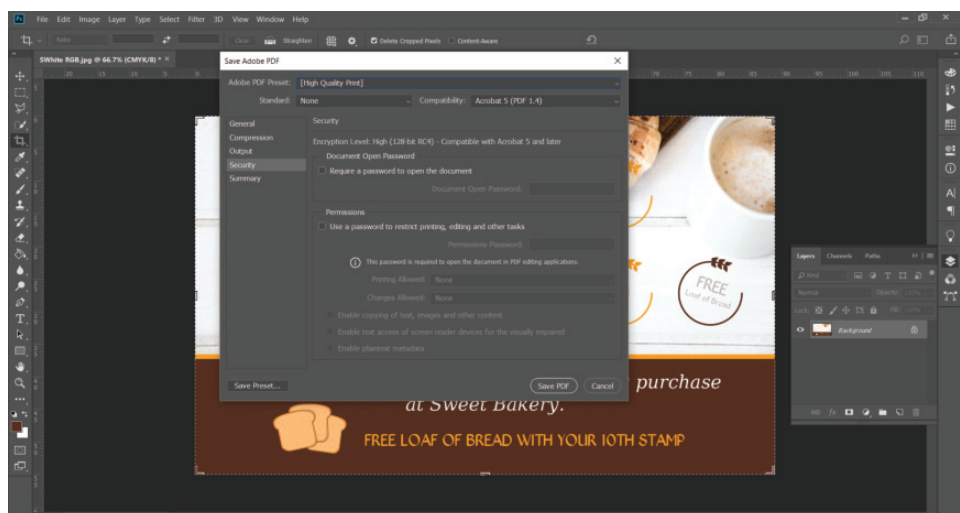 File Edit Image Layer Type Select Filter 3D View Window Help
Ratio Clear Straighten Delete Cropped Pixels Content-Aware
SWhite RGB.jpg @ 66.7% (CMYK/8) *
Save Adobe PDF
Adobe PDF Preset: [High Quality Print]
Standard: None Compatibility: Acrobat 5 (PDF 1.4)
General
Compression
Output
Security
Summary
Security
Encryption Level: High (128-bit RC4) - Compatible with Acrobat 5 and later
Document Open Password
Require a password to open the document
Document Open Password:
Permissions
Use a password to restrict printing, editing and other tasks
Permissions Password:
This password is required to open the document in PDF editing applications.
Printing Allowed: None
Changes Allowed: None
Enable copying of text, images and other content
Enable text access of screen reader devices for the visually impaired
Enable plaintext metadata
Save Preset... Save PDF Cancel
FREE
Loaf of Bread
purchase
at Sweet Bakery.
FREE LOAF OF BREAD WITH YOUR 10TH STAMP
Layers Channels Paths
Kind
Normal Opacity: 100%
Lock: Fill: 100%
Background